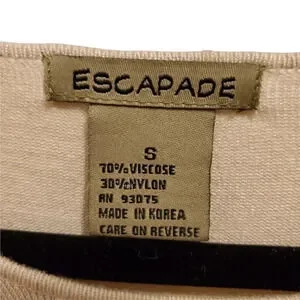 ESCAPADE
S
70% VISCOSE
30% NYLON
RN 93075
MADE IN KOREA
CARE ON REVERSE